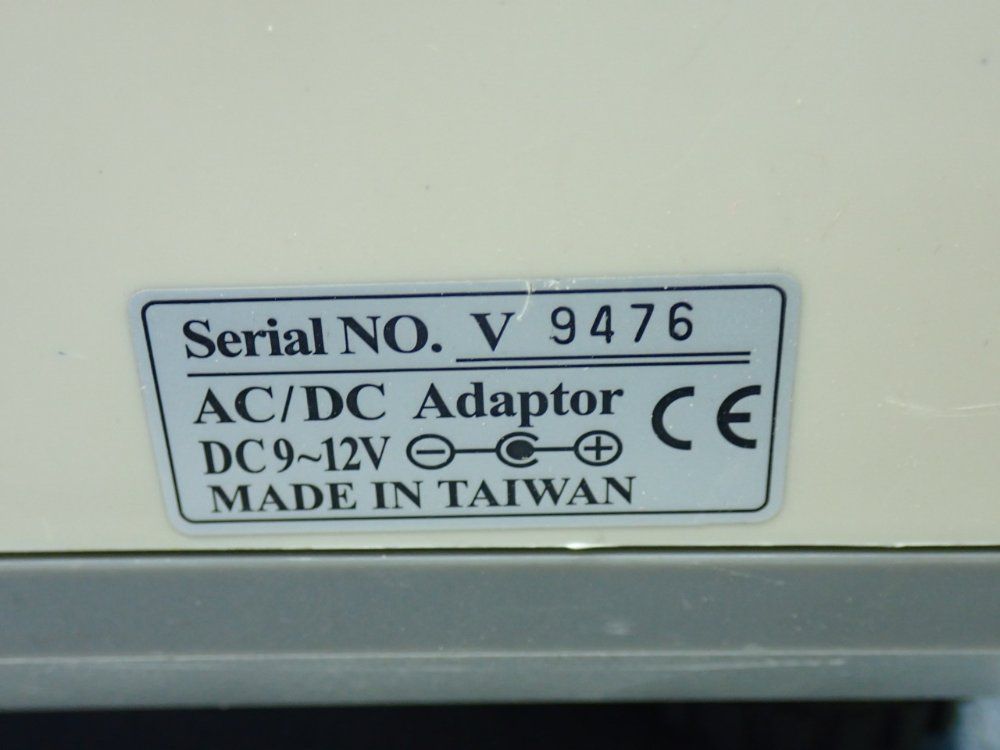 Serial NO. V 9476
AC/DC Adaptor CE
DC 9~12V
MADE IN TAIWAN